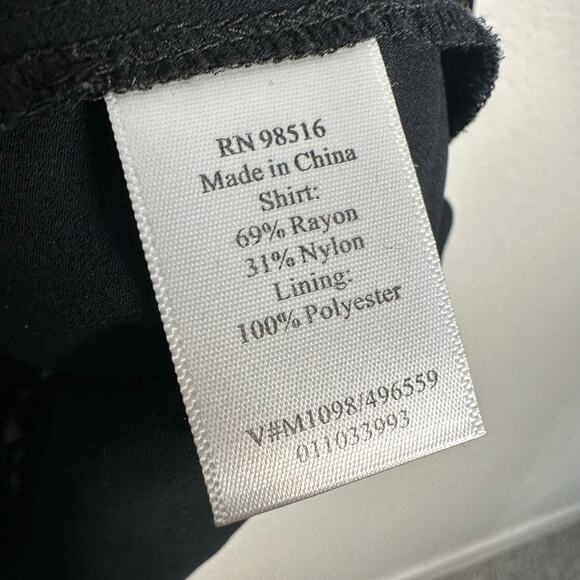 RN 98516
Made in China
Shirt:
69% Rayon
31% Nylon
Lining:
100% Polyester
V#M1098/496559
011033993